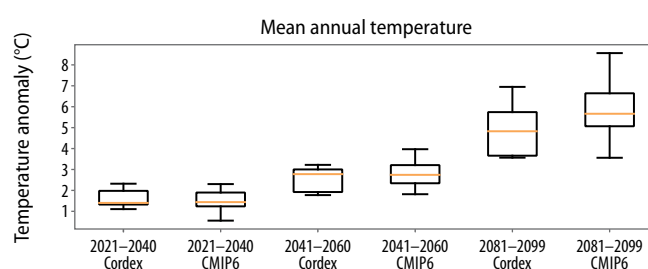 Mean annual temperature
Temperature anomaly (°C)
8
7
6
5
4
3
2
1
2021–2040 2021–2040 2041–2060 2041–2060 2081–2099 2081–2099
Cordex CMIP6 Cordex CMIP6 Cordex CMIP6